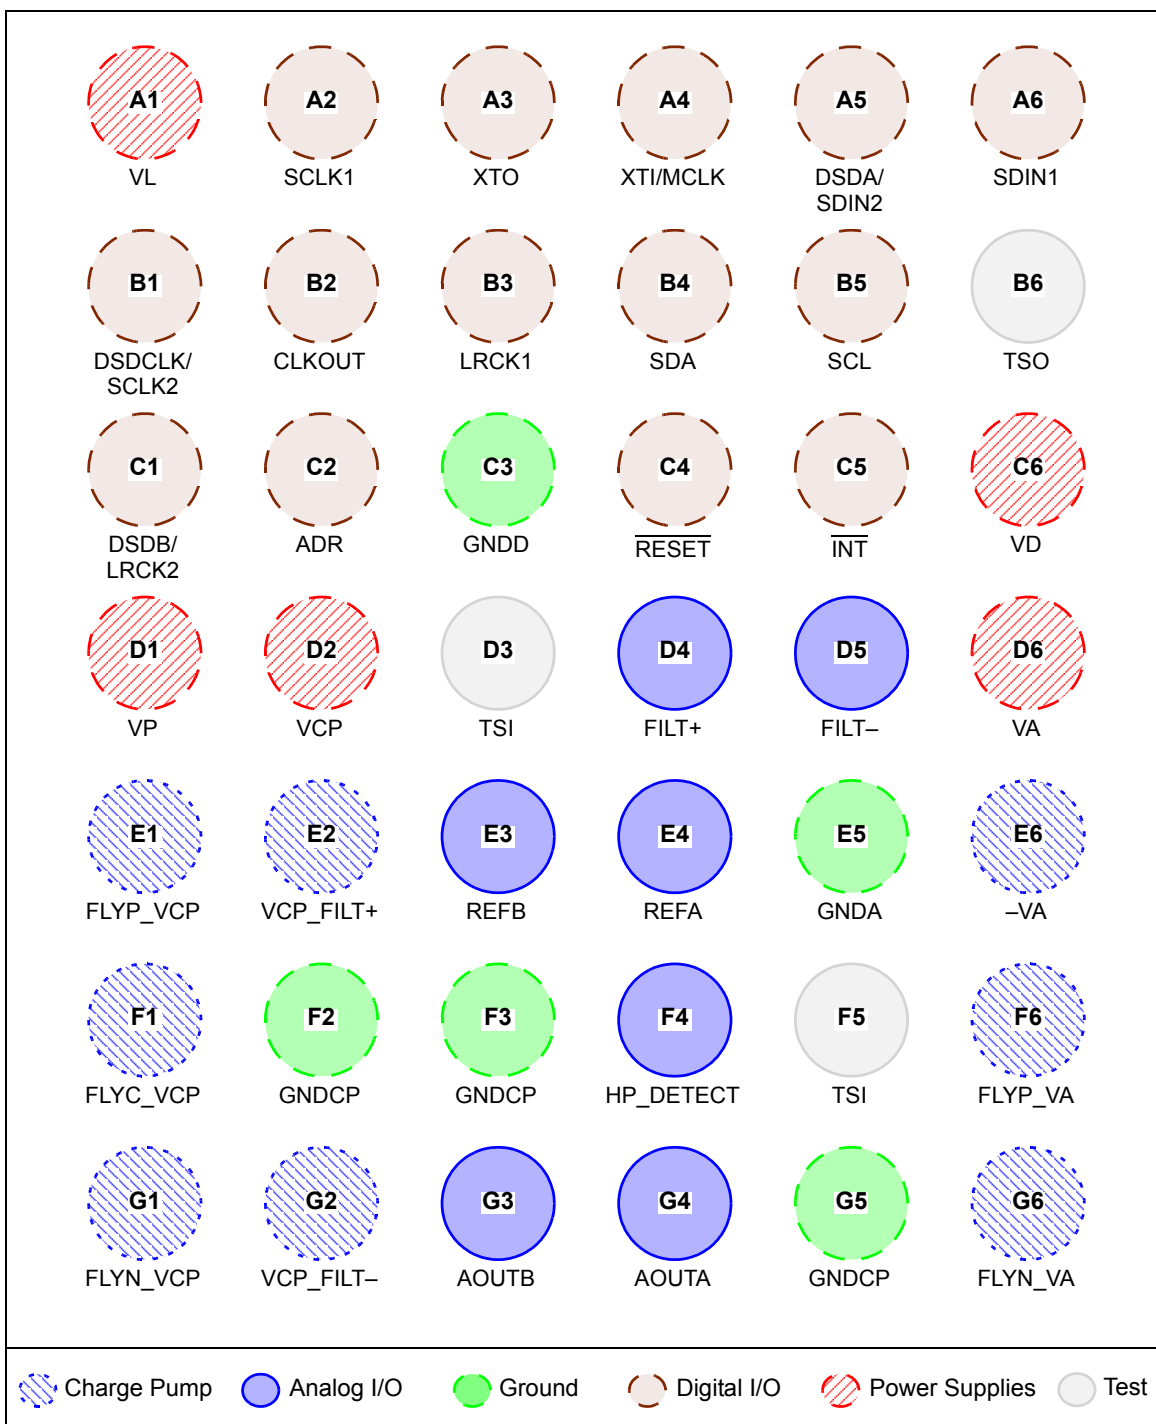 A1 A2 A3 A4 A5 A6
VL SCLK1 XTO XTI/MCLK DSDA/ SDIN1
SDIN2
B1 B2 B3 B4 B5 B6
DSDCLK/ CLKOUT LRCK1 SDA SCL TSO
SCLK2
C1 C2 C3 C4 C5 C6
DSDB/ ADR GNDD RESET INT VD
LRCK2
D1 D2 D3 D4 D5 D6
VP VCP TSI FILT+ FILT– VA
E1 E2 E3 E4 E5 E6
FLYP_VCP VCP_FILT+ REFB REFA GNDA –VA
F1 F2 F3 F4 F5 F6
FLYC_VCP GNDCP GNDCP HP_DETECT TSI FLYP_VA
G1 G2 G3 G4 G5 G6
FLYN_VCP VCP_FILT– AOUTB AOUTA GNDCP FLYN_VA
Charge Pump Analog I/O Ground Digital I/O Power Supplies Test